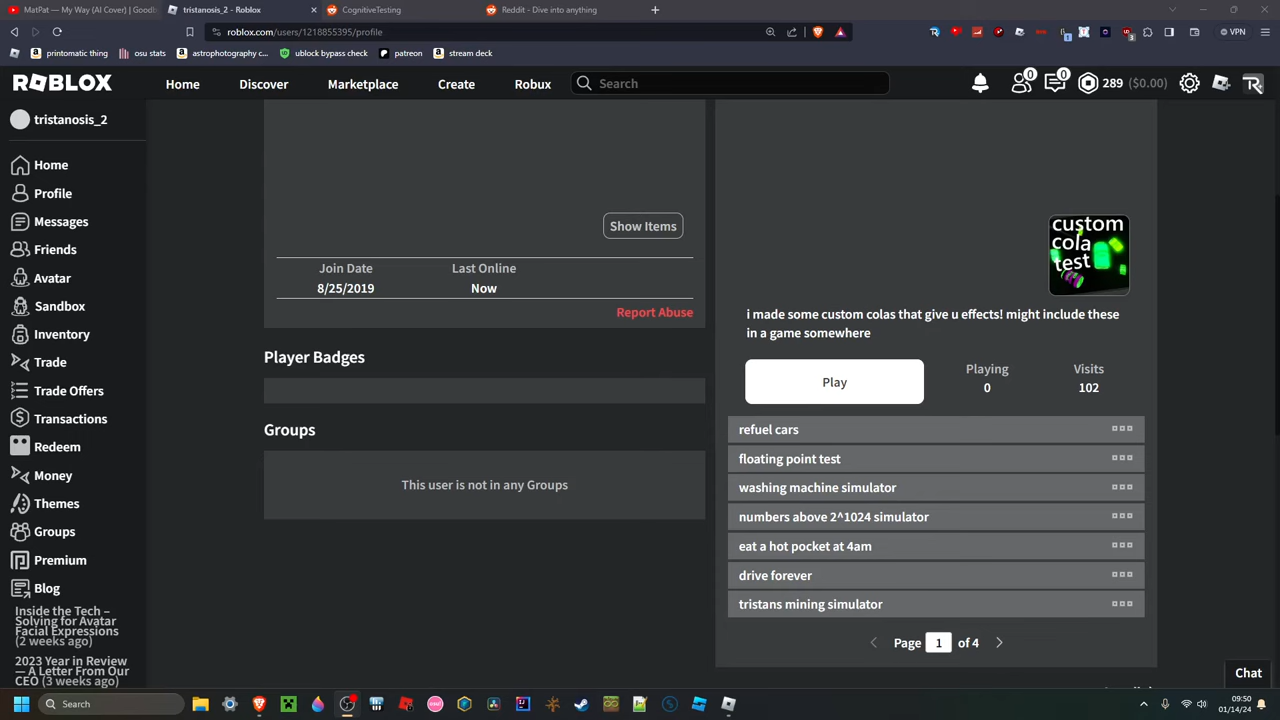 MatPat — My Way (AI Cover) | Goodb
tristanosis_2 - Roblox
CognitiveTesting
Reddit - Dive into anything
roblox.com/users/1218855395/profile
VPN
printomatic thing
osu stats
astrophotography c...
ublock bypass check
patreon
stream deck
ROBLOX
Home
Discover
Marketplace
Create
Robux
Search
0
0
289 ($0.00)
tristanosis_2
Home
Profile
Messages
Friends
Avatar
Sandbox
Inventory
Trade
Trade Offers
Transactions
Redeem
Money
Themes
Groups
Premium
Blog
Inside the Tech –
Solving for Avatar
Facial Expressions
(2 weeks ago)
2023 Year in Review
— A Letter From Our
CEO (3 weeks ago)
Show Items
Join Date
Last Online
8/25/2019
Now
Report Abuse
Player Badges
Groups
This user is not in any Groups
custom
cola
test
i made some custom colas that give u effects! might include these
in a game somewhere
Play
Playing
0
Visits
102
refuel cars
floating point test
washing machine simulator
numbers above 2^1024 simulator
eat a hot pocket at 4am
drive forever
tristans mining simulator
Page 1 of 4
Chat
Search
09:50
01/14/24